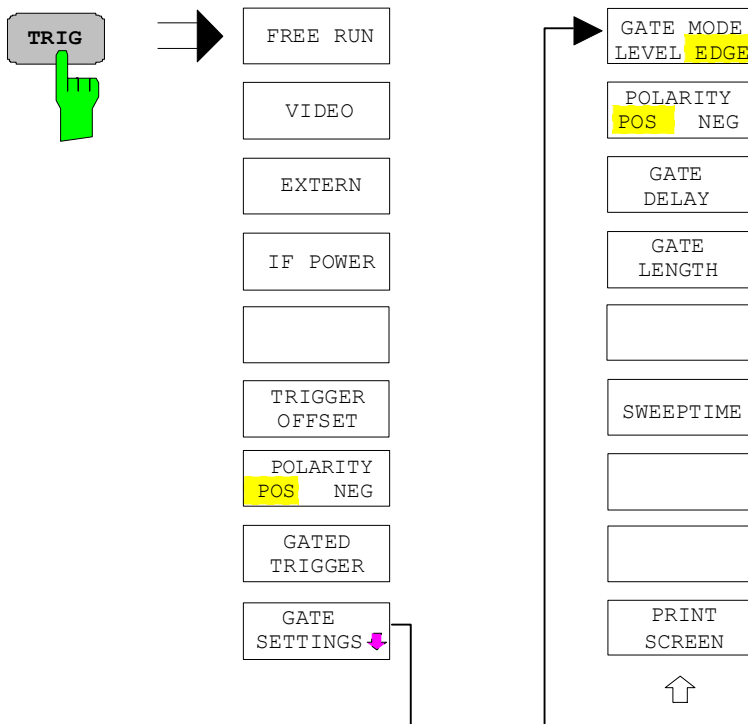 TRIG
FREE RUN
VIDEO
EXTERN
IF POWER
TRIGGER
OFFSET
POLARITY
POS NEG
GATED
TRIGGER
GATE
SETTINGS
GATE MODE
LEVEL EDGE
POLARITY
POS NEG
GATE
DELAY
GATE
LENGTH
SWEEPTIME
PRINT
SCREEN